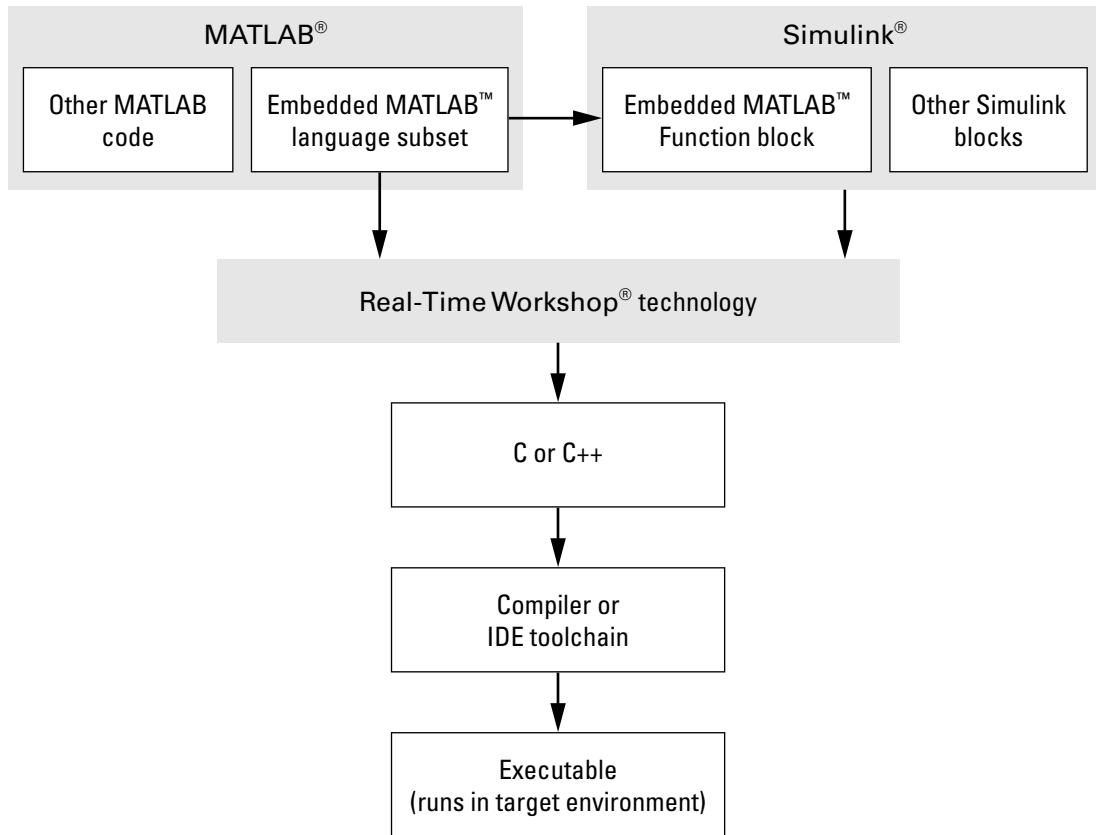 MATLAB®
Other MATLAB
code
Embedded MATLAB™
language subset
Simulink®
Embedded MATLAB™
Function block
Other Simulink
blocks
Real-Time Workshop® technology
C or C++
Compiler or
IDE toolchain
Executable
(runs in target environment)